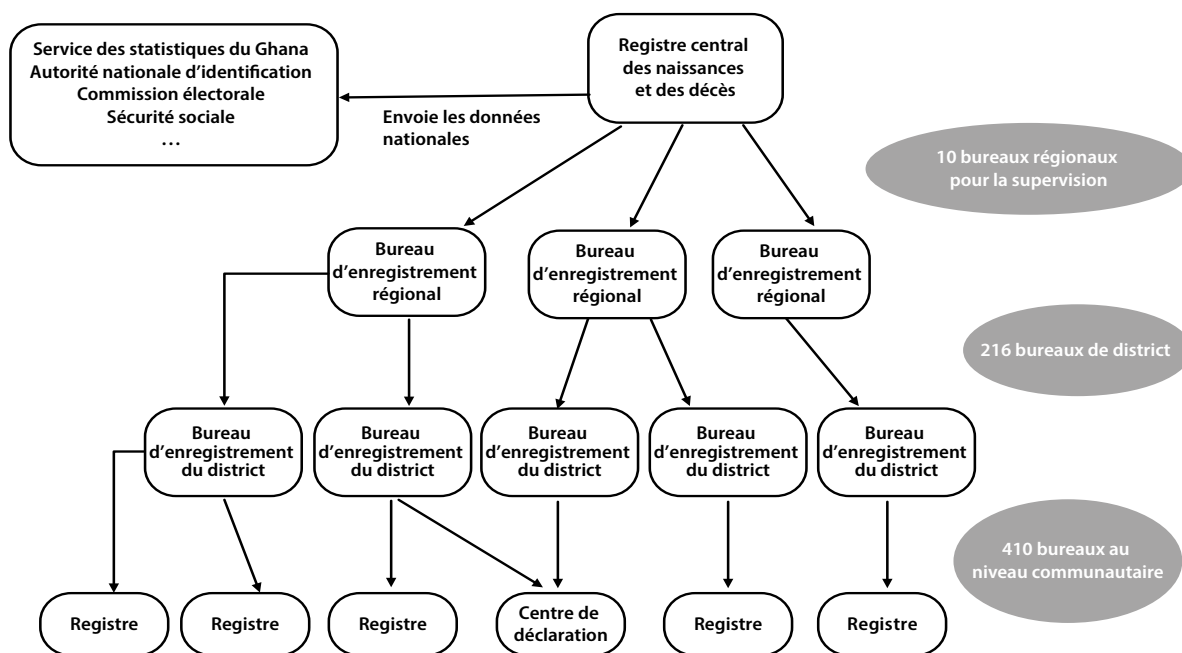 Service des statistiques du Ghana
Autorité nationale d'identification
Commission électorale
Sécurité sociale
…
Registre central
des naissances
et des décès
Envoie les données
nationales
10 bureaux régionaux
pour la supervision
Bureau
d'enregistrement
régional
Bureau
d'enregistrement
régional
Bureau
d'enregistrement
régional
216 bureaux de district
Bureau
d'enregistrement
du district
Bureau
d'enregistrement
du district
Bureau
d'enregistrement
du district
Bureau
d'enregistrement
du district
Bureau
d'enregistrement
du district
410 bureaux au
niveau communautaire
Registre
Registre
Registre
Centre de
déclaration
Registre
Registre